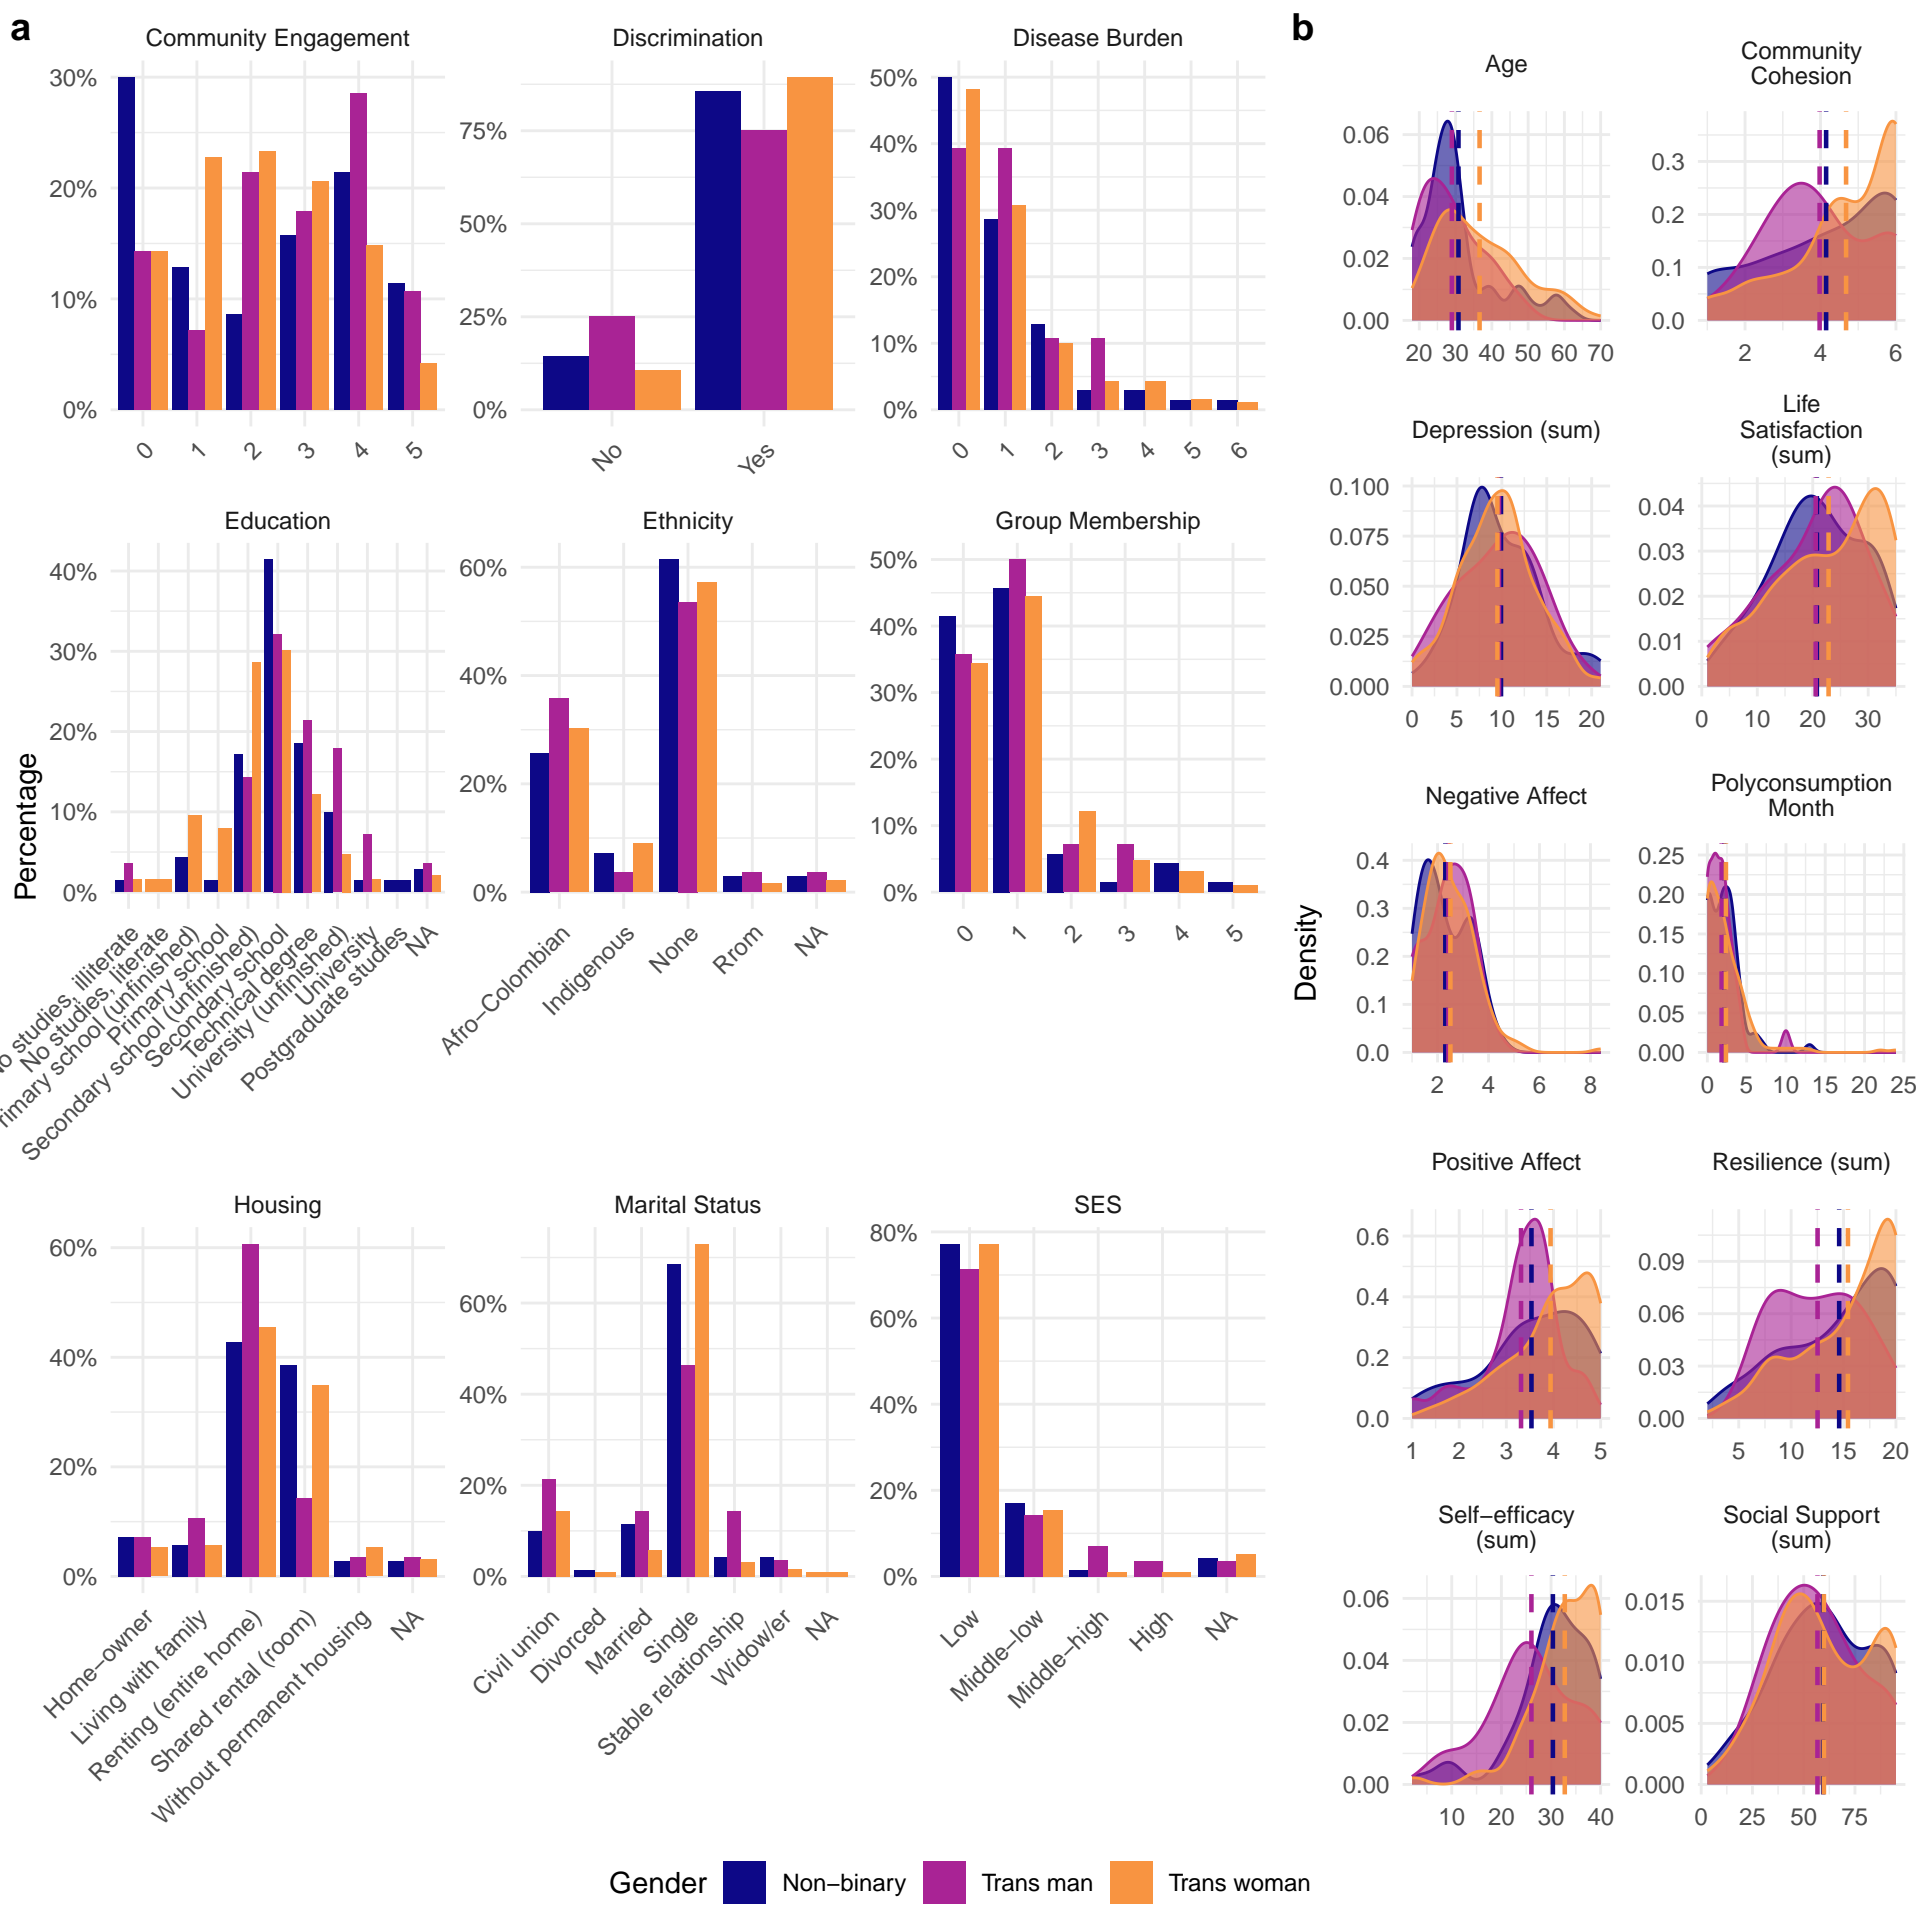 a
Community Engagement
Discrimination
Disease Burden
30%
20%
10%
0%
0 1 2 3 4 5
75%
50%
25%
0%
No Yes
50%
40%
30%
20%
10%
0%
0 1 2 3 4 5 6
Percentage
Education
Ethnicity
Group Membership
40%
30%
20%
10%
0%
No studies, literate
Primary school
Secondary school (unfinished)
Secondary school
Technical degree
University (unfinished)
University
Postgraduate studies
NA
60%
40%
20%
0%
Afro−Colombian
Indigenous
None
Rrom
NA
50%
40%
30%
20%
10%
0%
0 1 2 3 4 5
Housing
Marital Status
SES
60%
40%
20%
0%
Home−owner
Living with family
Renting (entire home)
Shared rental (room)
Without permanent housing
NA
60%
40%
20%
0%
Civil union
Divorced
Married
Single
Stable relationship
Widow/er
NA
80%
60%
40%
20%
0%
Low
Middle−low
Middle−high
High
NA
b
Density
Age
0.06
0.04
0.02
0.00
20 30 40 50 60 70
Community
Cohesion
0.3
0.2
0.1
0.0
2 4 6
Depression (sum)
0.100
0.075
0.050
0.025
0.000
0 5 10 15 20
Life
Satisfaction
(sum)
0.04
0.03
0.02
0.01
0.00
0 10 20 30
Negative Affect
0.4
0.3
0.2
0.1
0.0
2 4 6 8
Polyconsumption
Month
0.25
0.20
0.15
0.10
0.05
0.00
0 5 10 15 20 25
Positive Affect
0.6
0.4
0.2
0.0
1 2 3 4 5
Resilience (sum)
0.09
0.06
0.03
0.00
5 10 15 20
Self−efficacy
(sum)
0.06
0.04
0.02
0.00
10 20 30 40
Social Support
(sum)
0.015
0.010
0.005
0.000
0 25 50 75
Gender Non−binary Trans man Trans woman